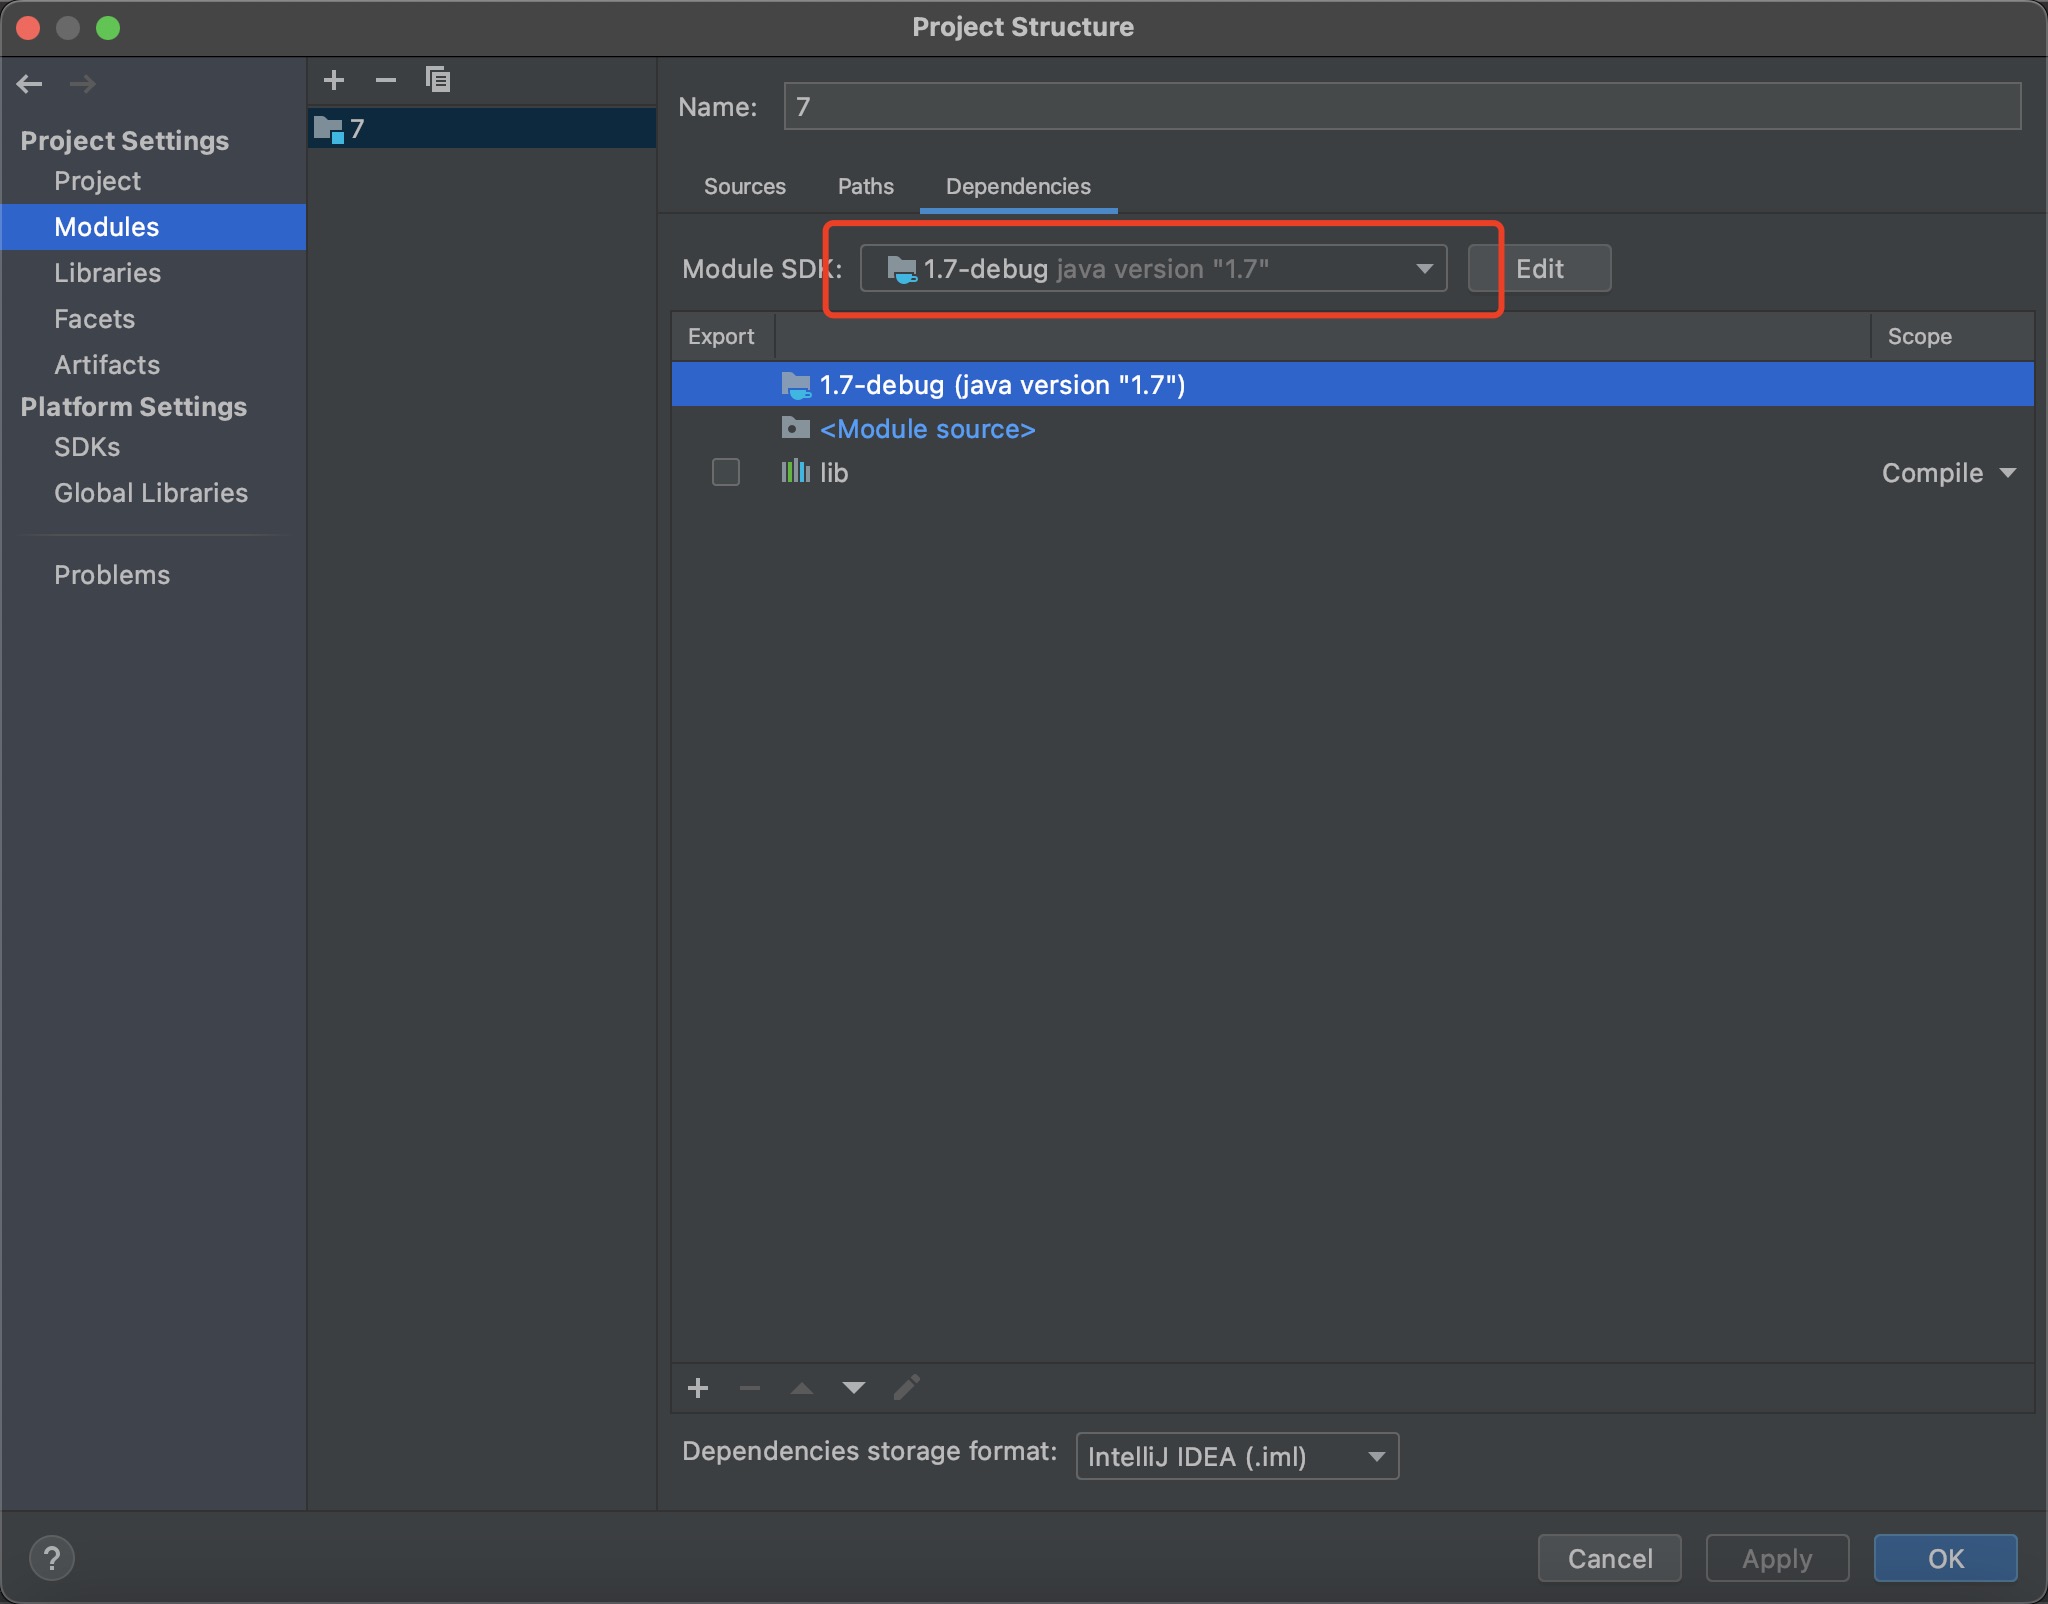 Project Structure
Project Settings
Project
Modules
Libraries
Facets
Artifacts
Platform Settings
SDKs
Global Libraries
Problems
7
Name:
7
Sources
Paths
Dependencies
Module SDK:
1.7-debug java version "1.7"
Edit
Export
Scope
1.7-debug (java version "1.7")
<Module source>
lib
Compile
Dependencies storage format:
IntelliJ IDEA (.iml)
?
Cancel
Apply
OK